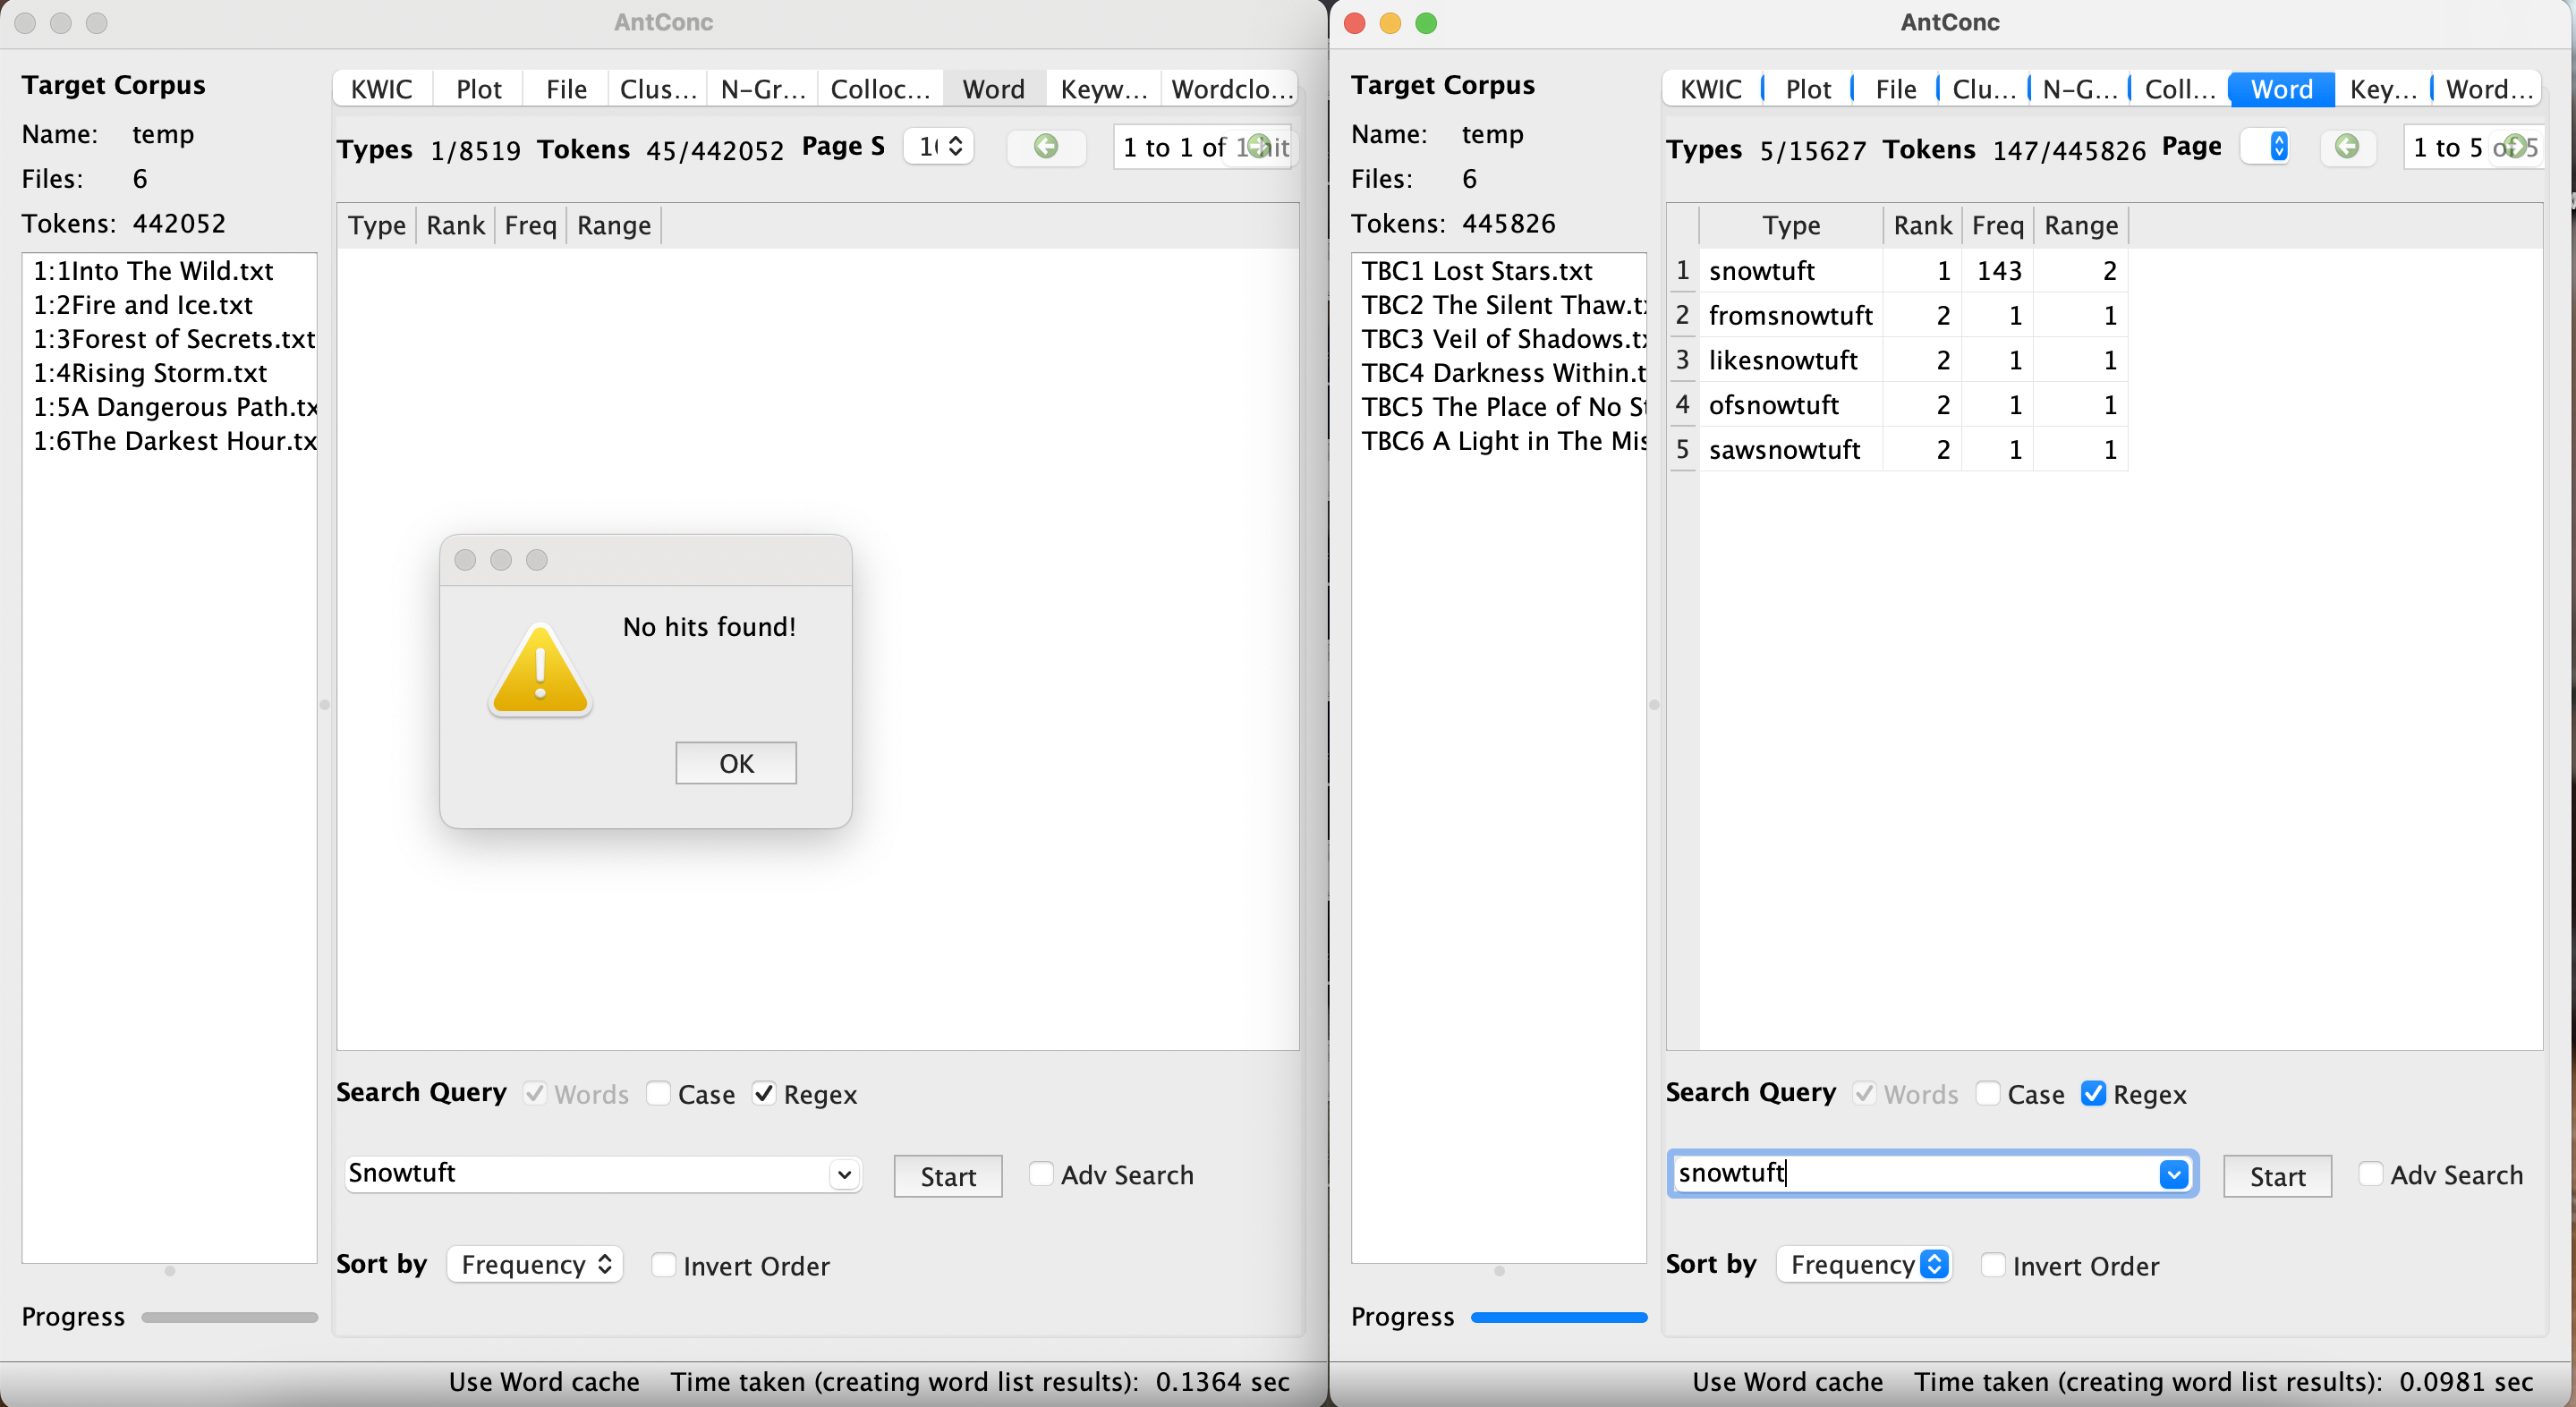 AntConc
Target Corpus
Name: temp
Files: 6
Tokens: 442052
1:1Into The Wild.txt
1:2Fire and Ice.txt
1:3Forest of Secrets.txt
1:4Rising Storm.txt
1:5A Dangerous Path.tx
1:6The Darkest Hour.tx
Progress
KWIC Plot File Clus... N-Gr... Colloc... Word Keyw... Wordclo...
Types 1/8519 Tokens 45/442052 Page S 1( 1 to 1 of 1 hit
Type Rank Freq Range
No hits found!
OK
Search Query Words Case Regex
Snowtuft Start Adv Search
Sort by Frequency Invert Order
Use Word cache Time taken (creating word list results): 0.1364 sec
AntConc
Target Corpus
Name: temp
Files: 6
Tokens: 445826
TBC1 Lost Stars.txt
TBC2 The Silent Thaw.t
TBC3 Veil of Shadows.t
TBC4 Darkness Within.t
TBC5 The Place of No St
TBC6 A Light in The Mis
Progress
KWIC Plot File Clu... N-G... Coll... Word Key... Word...
Types 5/15627 Tokens 147/445826 Page 1 to 5 of 5
Type Rank Freq Range
1 snowtuft 1 143 2
2 fromsnowtuft 2 1 1
3 likesnowtuft 2 1 1
4 ofsnowtuft 2 1 1
5 sawsnowtuft 2 1 1
Search Query Words Case Regex
snowtuft Start Adv Search
Sort by Frequency Invert Order
Use Word cache Time taken (creating word list results): 0.0981 sec